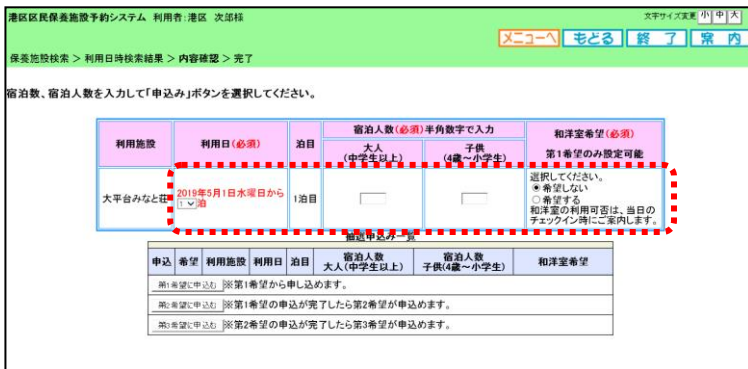 港区区民保養施設予約システム 利用者:港区 次郎様
文字サイズ変更 小 中 大
メニューへ もどる 終 了 案 内
保養施設検索 > 利用日時検索結果 > 内容確認 > 完了
宿泊数、宿泊人数を入力して「申込み」ボタンを選択してください。
利用施設 利用日(必須) 泊目 宿泊人数(必須)半角数字で入力 和洋室希望(必須)
大人 子供 第1希望のみ設定可能
(中学生以上) (4歳~小学生)
大平台みなと荘 2019年5月1日水曜日から 1泊目 選択してください。
1 泊 希望しない
希望する
和洋室の利用可否は、当日の
チェックイン時にご案内します。
抽選申込み一覧
申込 希望 利用施設 利用日 泊目 宿泊人数 宿泊人数 和洋室希望
大人(中学生以上) 子供(4歳~小学生)
第1希望に申込む ※第1希望から申し込めます。
第2希望に申込む ※第1希望の申込が完了したら第2希望が申込めます。
第3希望に申込む ※第2希望の申込が完了したら第3希望が申込めます。